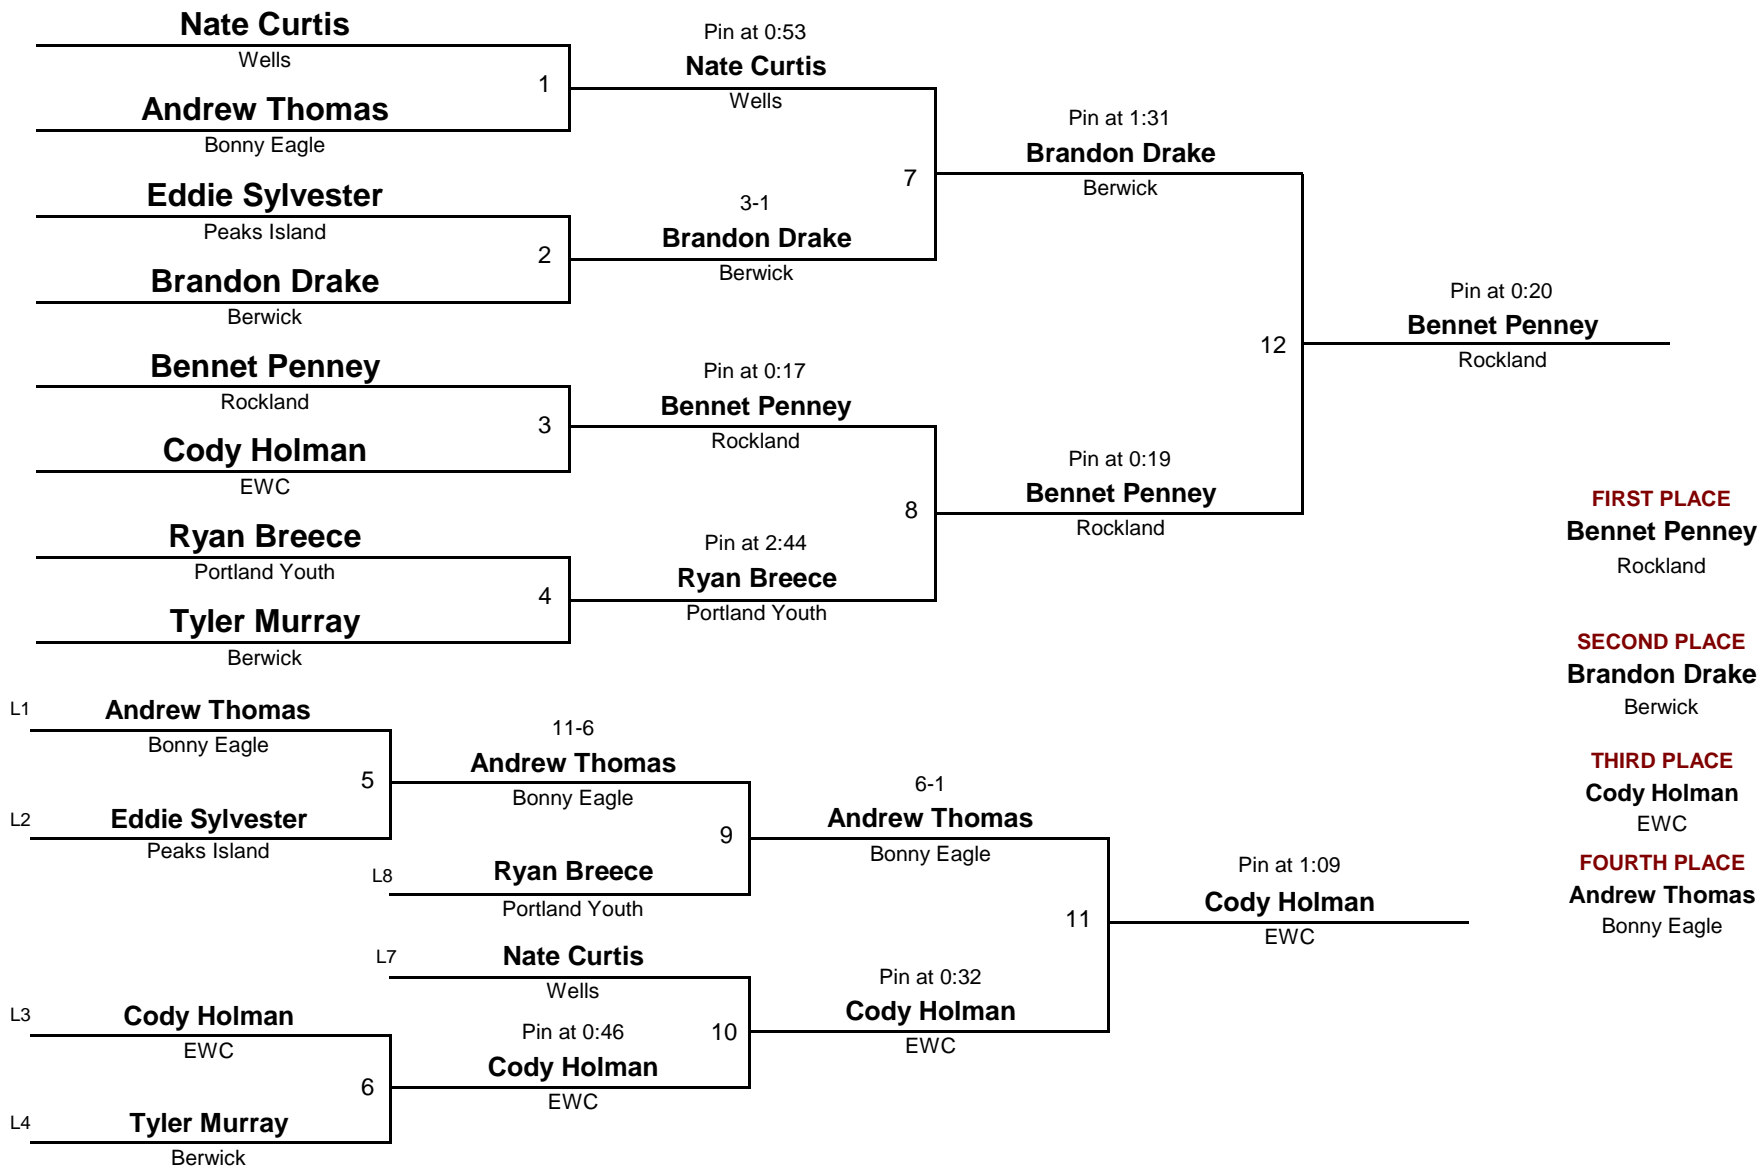 Nate Curtis
Wells
1
Andrew Thomas
Bonny Eagle
Eddie Sylvester
Peaks Island
2
Brandon Drake
Berwick
Bennet Penney
Rockland
3
Cody Holman
EWC
Ryan Breece
Portland Youth
4
Tyler Murray
Berwick
Pin at 0:53
Nate Curtis
Wells
7
3-1
Brandon Drake
Berwick
Pin at 0:17
Bennet Penney
Rockland
8
Pin at 2:44
Ryan Breece
Portland Youth
Pin at 1:31
Brandon Drake
Berwick
12
Pin at 0:19
Bennet Penney
Rockland
Pin at 0:20
Bennet Penney
Rockland
L1
Andrew Thomas
Bonny Eagle
5
L2
Eddie Sylvester
Peaks Island
L3
Cody Holman
EWC
6
L4
Tyler Murray
Berwick
11-6
Andrew Thomas
Bonny Eagle
9
L8
Ryan Breece
Portland Youth
L7
Nate Curtis
Wells
10
Pin at 0:46
Cody Holman
EWC
6-1
Andrew Thomas
Bonny Eagle
11
Pin at 0:32
Cody Holman
EWC
Pin at 1:09
Cody Holman
EWC
FIRST PLACE
Bennet Penney
Rockland
SECOND PLACE
Brandon Drake
Berwick
THIRD PLACE
Cody Holman
EWC
FOURTH PLACE
Andrew Thomas
Bonny Eagle